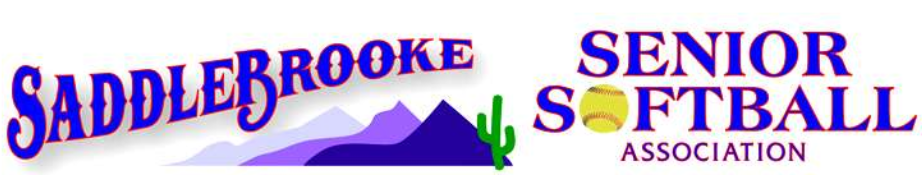 SADDLEBROOKE
SENIOR
SOFTBALL
ASSOCIATION